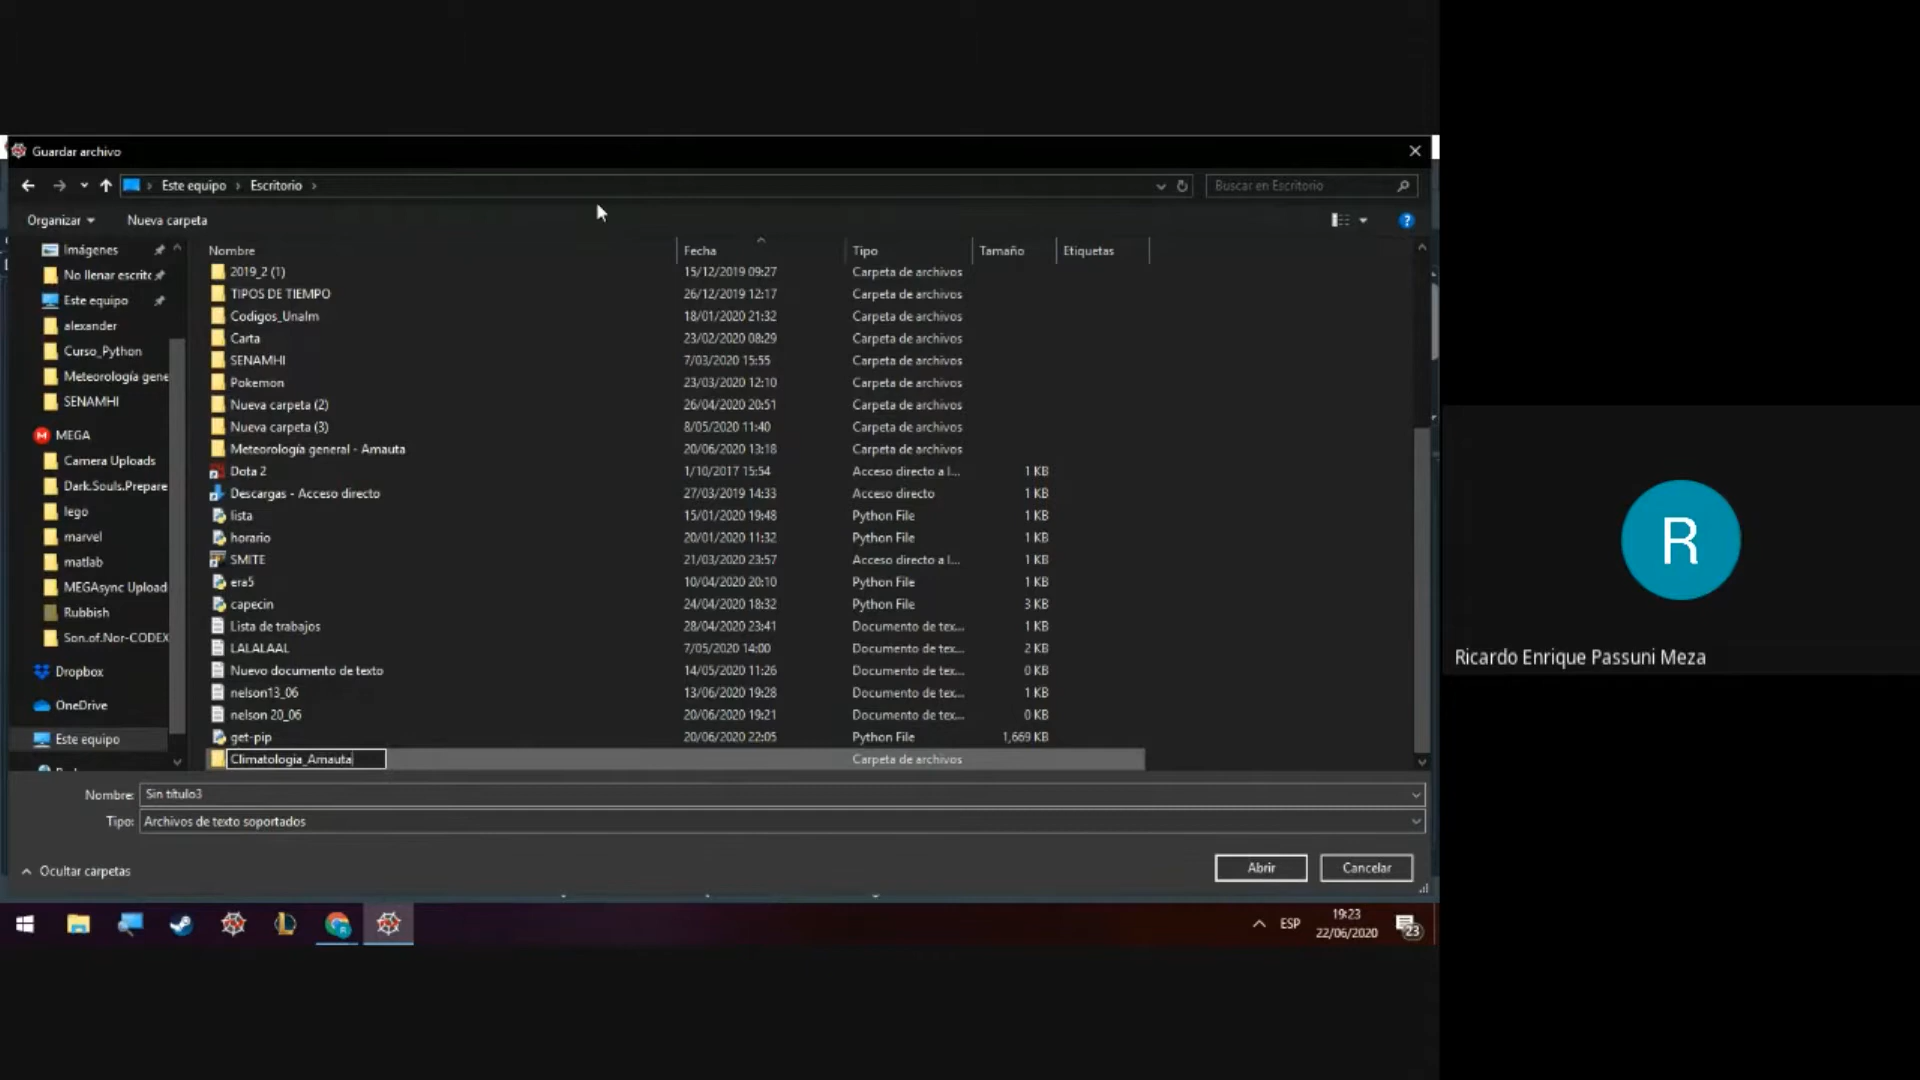 Guardar archivo
Este equipo › Escritorio ›
Buscar en Escritorio
Organizar Nueva carpeta
Imágenes
No llenar escritc
Este equipo
alexander
Curso_Python
Meteorología gene
SENAMHI
MEGA
Camera Uploads
Dark.Souls.Prepare
lego
marvel
matlab
MEGAsync Upload
Rubbish
Son.of.Nor-CODEX
Dropbox
OneDrive
Este equipo
Nombre Fecha Tipo Tamaño Etiquetas
2019_2 (1) 15/12/2019 09:27 Carpeta de archivos
TIPOS DE TIEMPO 26/12/2019 12:17 Carpeta de archivos
Codigos_Unalm 18/01/2020 21:32 Carpeta de archivos
Carta 23/02/2020 08:29 Carpeta de archivos
SENAMHI 7/03/2020 15:55 Carpeta de archivos
Pokemon 23/03/2020 12:10 Carpeta de archivos
Nueva carpeta (2) 26/04/2020 20:51 Carpeta de archivos
Nueva carpeta (3) 8/05/2020 11:40 Carpeta de archivos
Meteorología general - Amauta 20/06/2020 13:18 Carpeta de archivos
Dota 2 1/10/2017 15:54 Acceso directo a l... 1 KB
Descargas - Acceso directo 27/03/2019 14:33 Acceso directo 1 KB
lista 15/01/2020 19:48 Python File 1 KB
horario 20/01/2020 11:32 Python File 1 KB
SMITE 21/03/2020 23:57 Acceso directo a l... 1 KB
era5 10/04/2020 20:10 Python File 1 KB
capecin 24/04/2020 18:32 Python File 3 KB
Lista de trabajos 28/04/2020 23:41 Documento de tex... 1 KB
LALALAAL 7/05/2020 14:00 Documento de tex... 2 KB
Nuevo documento de texto 14/05/2020 11:26 Documento de tex... 0 KB
nelson13_06 13/06/2020 19:28 Documento de tex... 1 KB
nelson 20_06 20/06/2020 19:21 Documento de tex... 0 KB
get-pip 20/06/2020 22:05 Python File 1,669 KB
Climatologia_Amauta Carpeta de archivos
Nombre: Sin título3
Tipo: Archivos de texto soportados
Ocultar carpetas
Abrir Cancelar
ESP
19:23
22/06/2020
23
R
Ricardo Enrique Passuni Meza